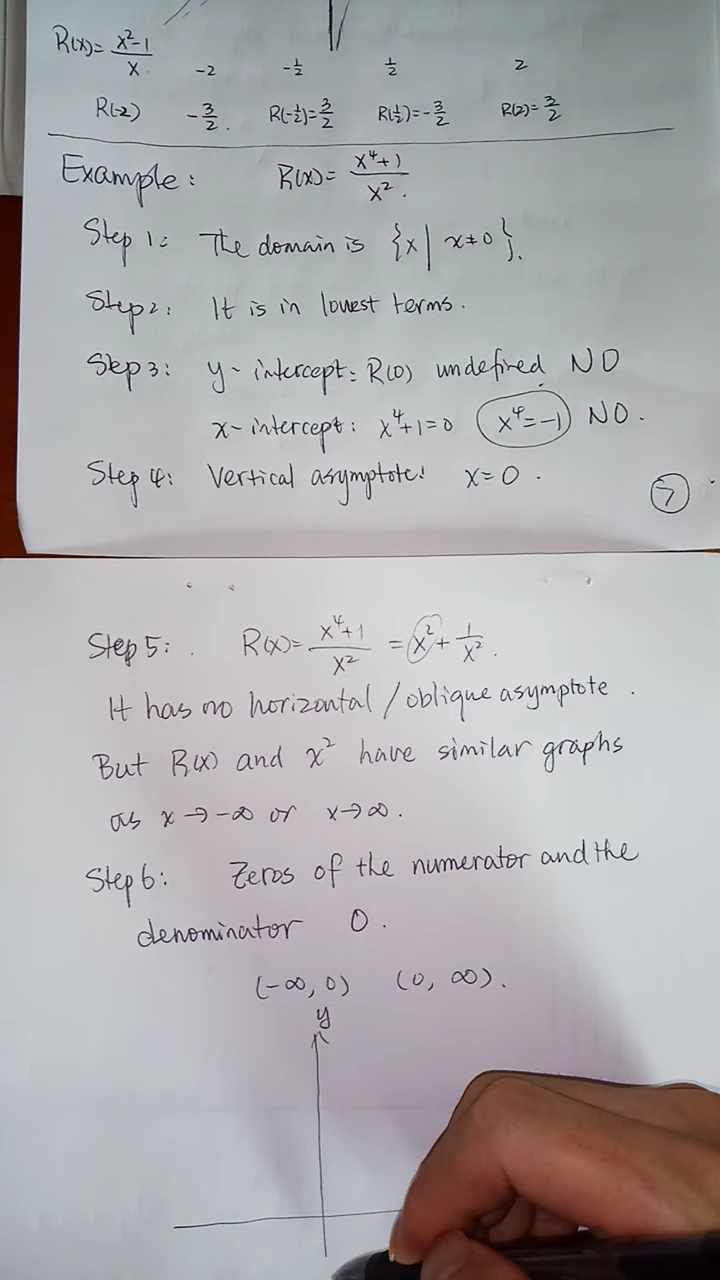 R(x)= x²-1/x
-2 -1/2 1/2 2
R(-2) -3/2. R(-1/2)=3/2 R(1/2)=-3/2 R(2)=3/2
Example: R(x)= x⁴+1/x².
Step 1: The domain is {x| x≠0}.
Step 2: It is in lowest terms.
Step 3: y-intercept: R(0) undefined NO
x-intercept: x⁴+1=0 x⁴=-1 NO.
Step 4: Vertical asymptote: x=0.
7
Step 5: R(x)= x⁴+1/x² = x²+ 1/x².
It has no horizontal/oblique asymptote.
But R(x) and x² have similar graphs
as x→-∞ or x→∞.
Step 6: Zeros of the numerator and the
denominator 0.
(-∞, 0) (0, ∞).
y